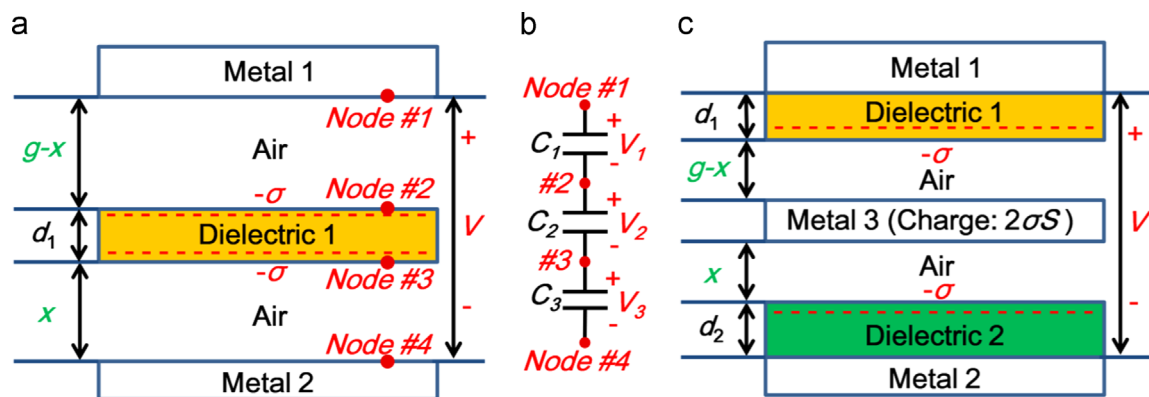 a
Metal 1
Node #1
g-x
Air
+
-σ
Node #2
d1
Dielectric 1
V
-σ
Node #3
x
Air
-
Node #4
Metal 2
b
Node #1
+
C1
V1
-
#2
+
C2
V2
-
#3
+
C3
V3
-
Node #4
c
Metal 1
d1
Dielectric 1
+
-σ
g-x
Air
Metal 3 (Charge: 2σS)
V
x
Air
-σ
-
d2
Dielectric 2
Metal 2